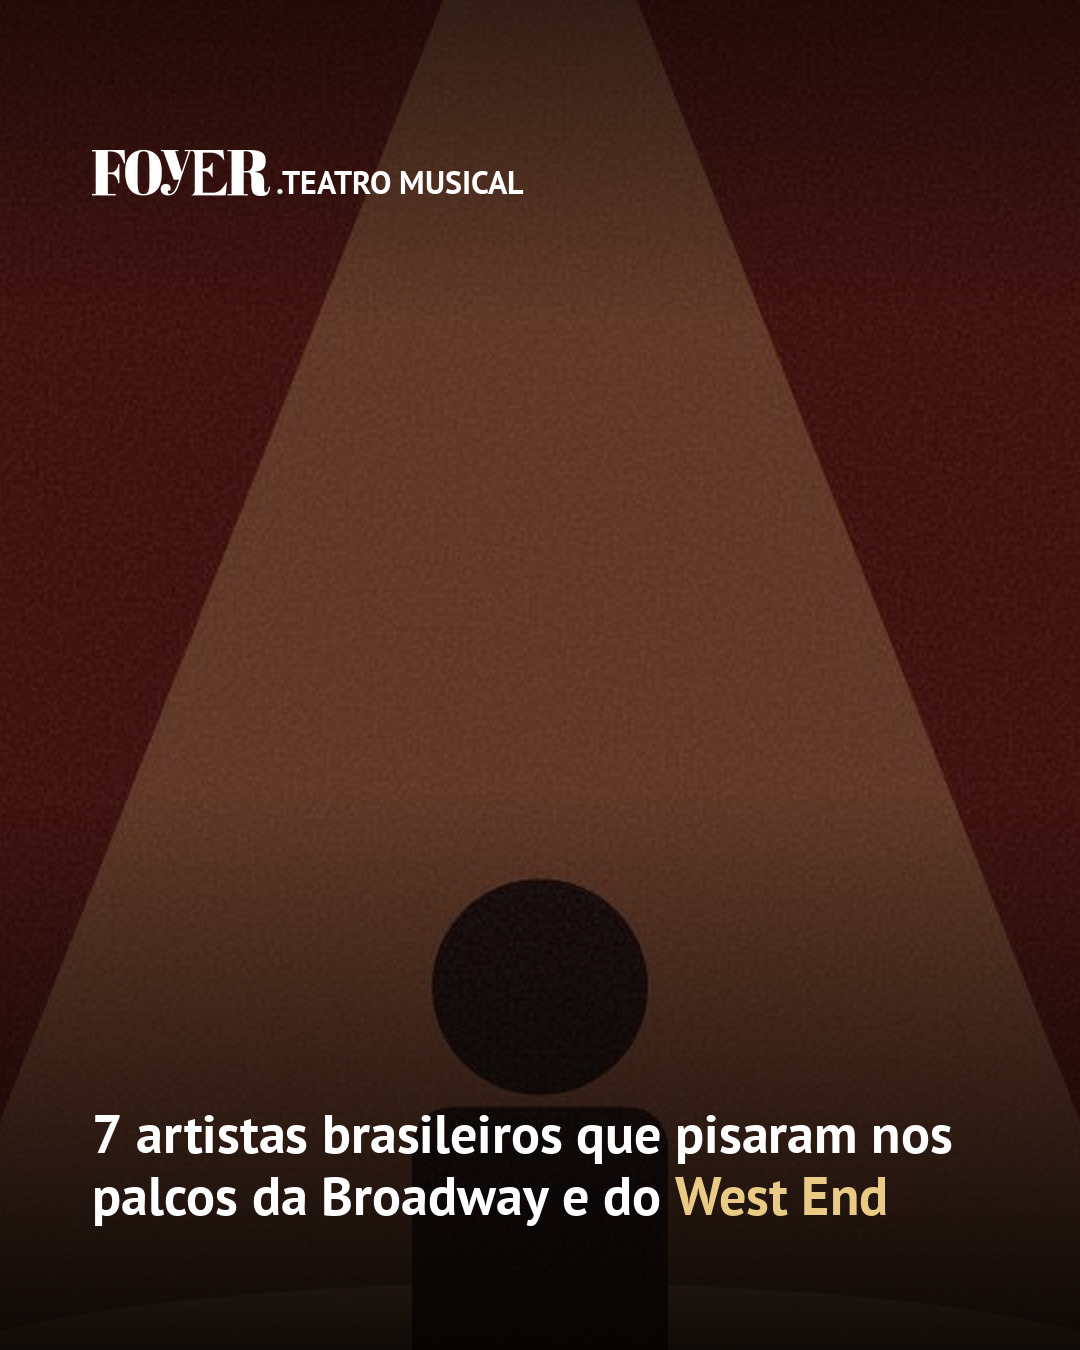 FOYER .TEATRO MUSICAL
7 artistas brasileiros que pisaram nos
palcos da Broadway e do West End